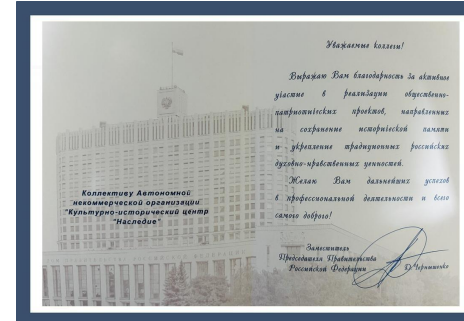 Коллективу Автономной
некоммерческой организации
"Культурно-исторический центр
"Наследие"
Уважаемые коллеги!
Выражаю Вам благодарность за активное
участие в реализации общественно-
патриотических проектов, направленных
на сохранение исторической памяти
и укрепление традиционных российских
духовно-нравственных ценностей.
Желаю Вам дальнейших успехов
в профессиональной деятельности и всего
самого доброго!
Заместитель
Председателя Правительства
Российской Федерации
Д. Чернышенко